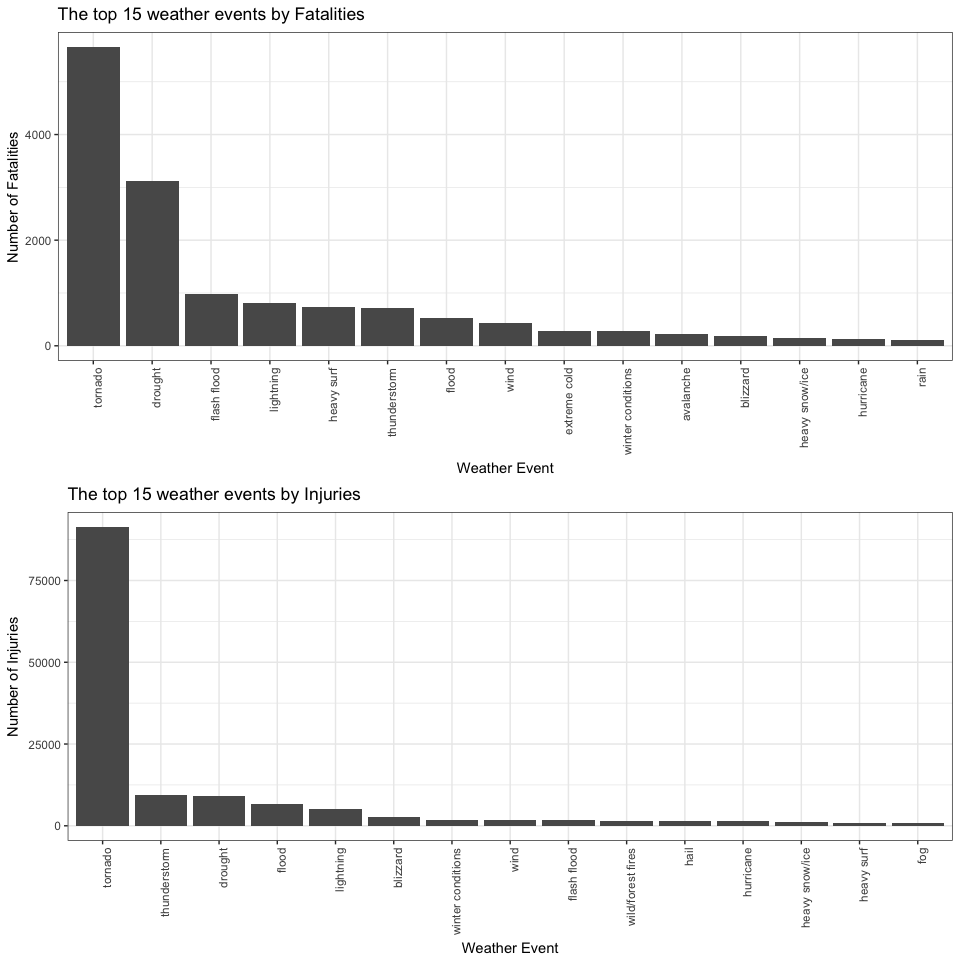 The top 15 weather events by Fatalities
Number of Fatalities
4000
2000
0
tornado
drought
flash flood
lightning
heavy surf
thunderstorm
flood
wind
extreme cold
winter conditions
avalanche
blizzard
heavy snow/ice
hurricane
rain
Weather Event
The top 15 weather events by Injuries
Number of Injuries
75000
50000
25000
0
tornado
thunderstorm
drought
flood
lightning
blizzard
winter conditions
wind
flash flood
wild/forest fires
hail
hurricane
heavy snow/ice
heavy surf
fog
Weather Event